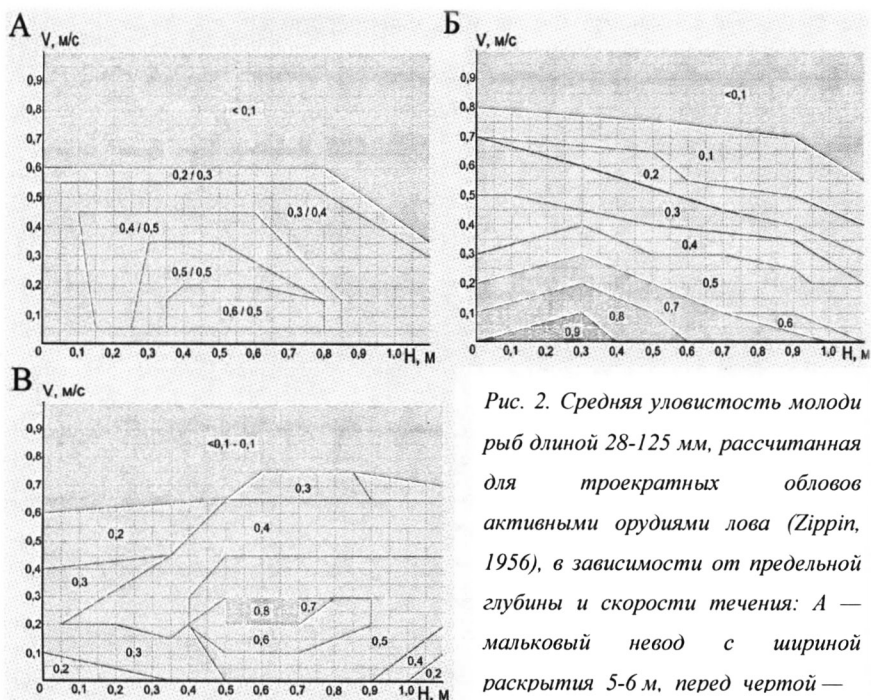 А
V, м/с
0,9
0,8
0,7
0,6
0,5
0,4
0,3
0,2
0,1
0
< 0,1
0,2 / 0,3
0,3 / 0,4
0,4 / 0,5
0,5 / 0,5
0,6 / 0,5
0,1 0,2 0,3 0,4 0,5 0,6 0,7 0,8 0,9 1,0 Н, м
Б
V, м/с
0,9
0,8
0,7
0,6
0,5
0,4
0,3
0,2
0,1
0
<0,1
0,1
0,2
0,3
0,4
0,5
0,7
0,8
0,6
0,9
0,1 0,2 0,3 0,4 0,5 0,6 0,7 0,8 0,9 1,0 Н, м
В
V, м/с
0,9
0,8
0,7
0,6
0,5
0,4
0,3
0,2
0,1
0
<0,1 - 0,1
0,3
0,2
0,4
0,3
0,8
0,7
0,6
0,5
0,3
0,4
0,2
0,2
0,1 0,2 0,3 0,4 0,5 0,6 0,7 0,8 0,9 1,0 Н, м
Рис. 2. Средняя уловистость молоди
рыб длиной 28-125 мм, рассчитанная
для троекратных обловов
активными орудиями лова (Zippin,
1956), в зависимости от предельной
глубины и скорости течения: А —
мальковый невод с шириной
раскрытия 5-6 м, перед чертой —